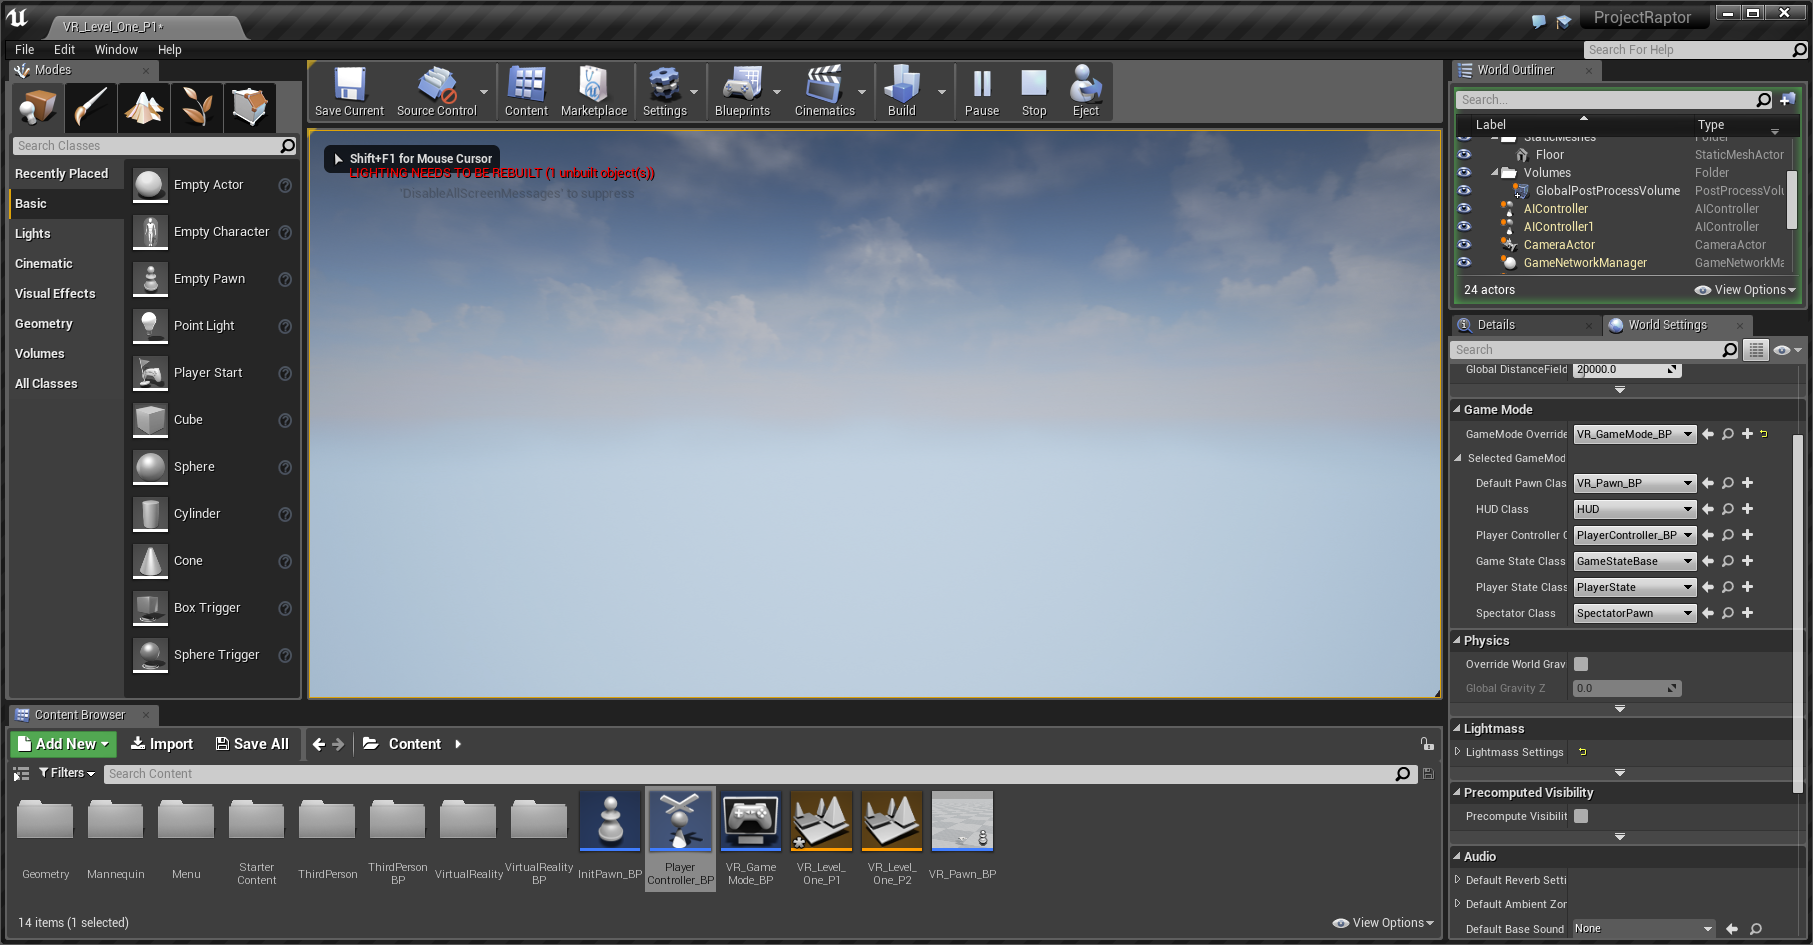 VR_Level_One_P1*
ProjectRaptor
File Edit Window Help
Search For Help
Modes
Search Classes
Recently Placed
Basic
Lights
Cinematic
Visual Effects
Geometry
Volumes
All Classes
Empty Actor
Empty Character
Empty Pawn
Point Light
Player Start
Cube
Sphere
Cylinder
Cone
Box Trigger
Sphere Trigger
Save Current Source Control Content Marketplace Settings Blueprints Cinematics Build Pause Stop Eject
Shift+F1 for Mouse Cursor
LIGHTING NEEDS TO BE REBUILT (1 unbuilt object(s))
'DisableAllScreenMessages' to suppress
World Outliner
Search...
Label Type
StaticMeshes Folder
Floor StaticMeshActor
Volumes Folder
GlobalPostProcessVolume PostProcessVolu
AIController AIController
AIController1 AIController
CameraActor CameraActor
GameNetworkManager GameNetworkMa
24 actors View Options
Details World Settings
Search
Global DistanceField 20000.0
Game Mode
GameMode Override VR_GameMode_BP
Selected GameMod
Default Pawn Clas VR_Pawn_BP
HUD Class HUD
Player Controller C PlayerController_BP
Game State Class GameStateBase
Player State Class PlayerState
Spectator Class SpectatorPawn
Physics
Override World Grav
Global Gravity Z 0.0
Lightmass
Lightmass Settings
Precomputed Visibility
Precompute Visibilit
Audio
Default Reverb Setti
Default Ambient Zor
Default Base Sound None
Content Browser
Add New Import Save All Content
Filters Search Content
Geometry
Mannequin
Menu
Starter
Content
ThirdPerson
ThirdPerson
BP
VirtualReality
VirtualReality
BP
InitPawn_BP
Player
Controller_BP
VR_Game
Mode_BP
VR_Level_
One_P1
VR_Level_
One_P2
VR_Pawn_BP
14 items (1 selected) View Options